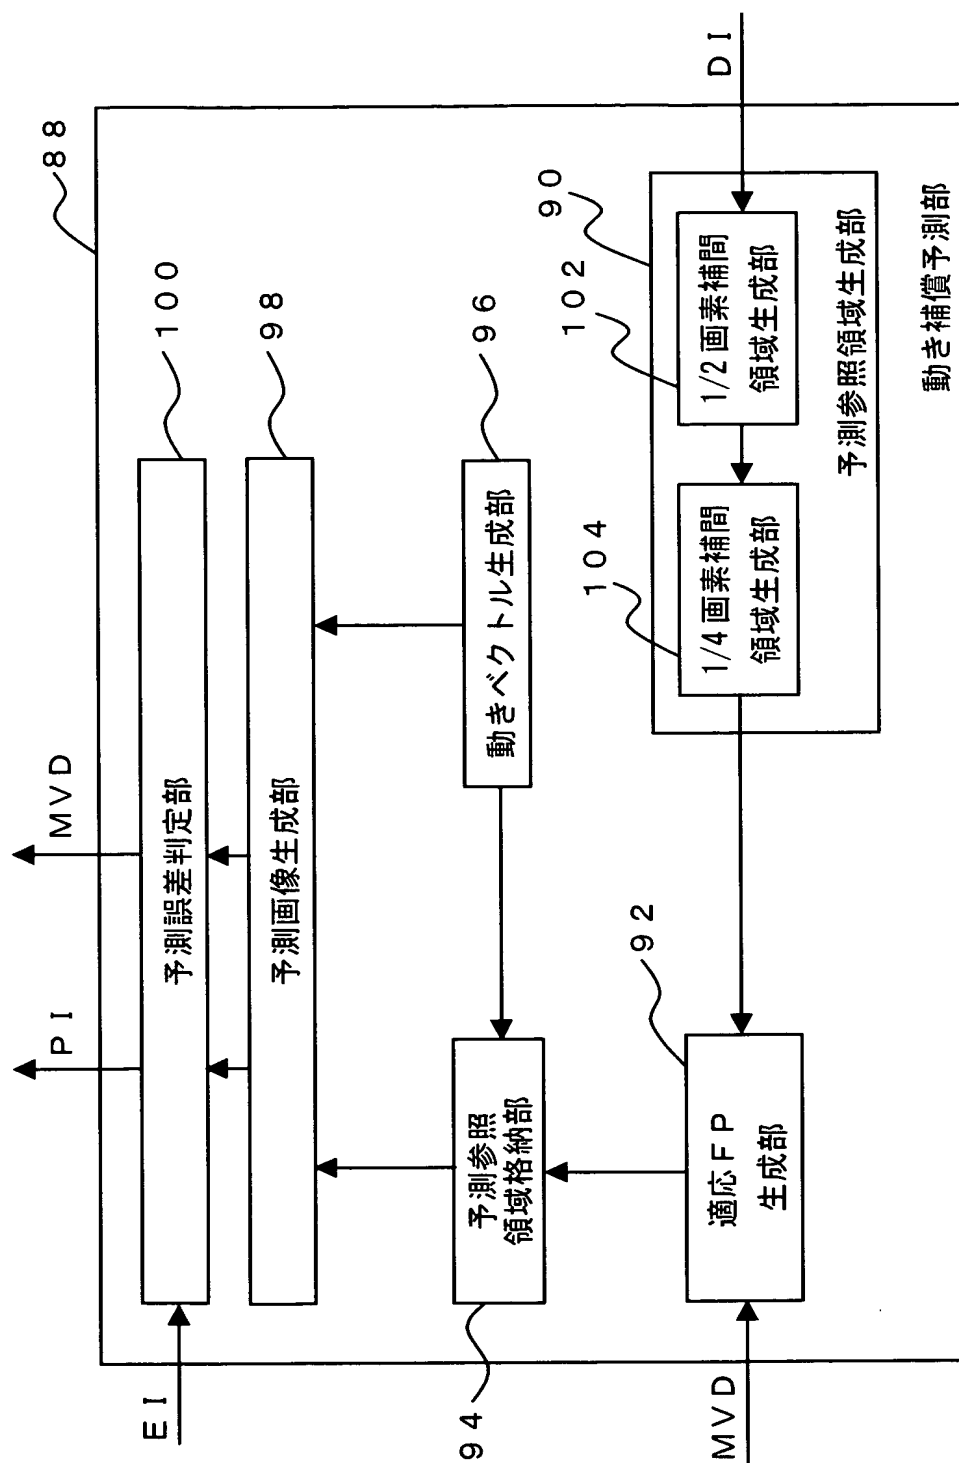 88
MVD
PI
EI
予測誤差判定部
100
予測画像生成部
98
動きベクトル生成部
96
予測参照
領域格納部
94
適応FP
生成部
92
MVD
1/4画素補間
領域生成部
104
1/2画素補間
領域生成部
102
90
予測参照領域生成部
DI
動き補償予測部